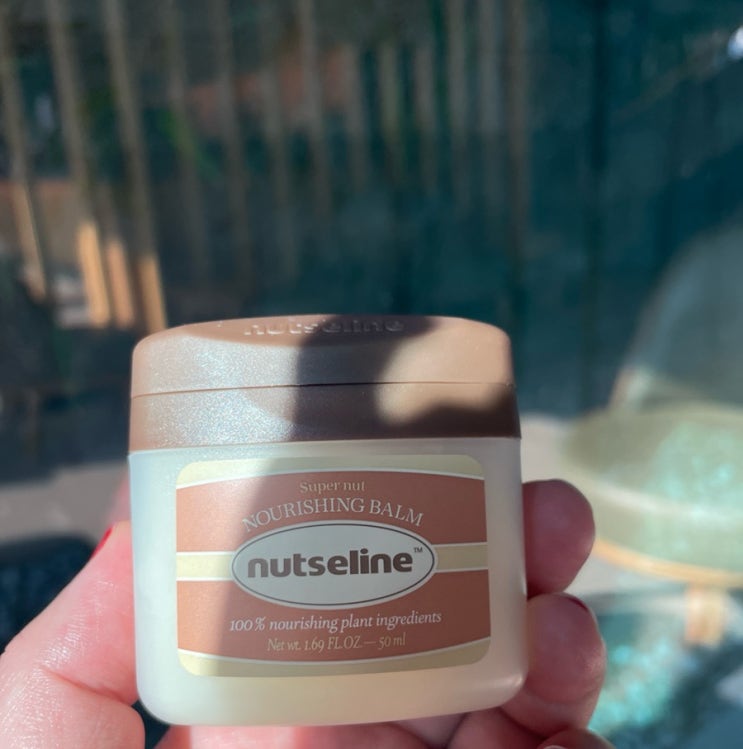 nutseline
Super nut
NOURISHING BALM
nutseline™
100% nourishing plant ingredients
Net wt. 1.69 FL.OZ.— 50 ml